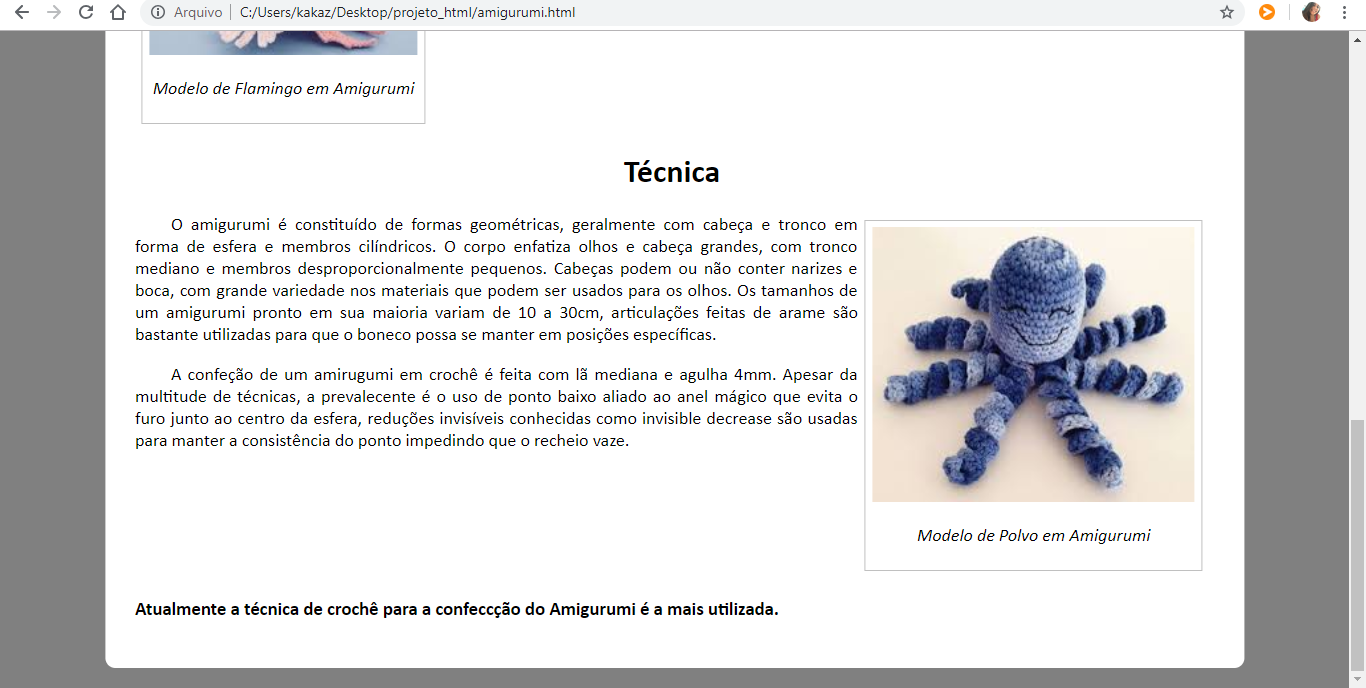 Arquivo
C:/Users/kakaz/Desktop/projeto_html/amigurumi.html
Modelo de Flamingo em Amigurumi
Técnica
O amigurumi é constituído de formas geométricas, geralmente com cabeça e tronco em
forma de esfera e membros cilíndricos. O corpo enfatiza olhos e cabeça grandes, com tronco
mediano e membros desproporcionalmente pequenos. Cabeças podem ou não conter narizes e
boca, com grande variedade nos materiais que podem ser usados para os olhos. Os tamanhos de
um amigurumi pronto em sua maioria variam de 10 a 30cm, articulações feitas de arame são
bastante utilizadas para que o boneco possa se manter em posições específicas.
A confeção de um amirugumi em crochê é feita com lã mediana e agulha 4mm. Apesar da
multitude de técnicas, a prevalecente é o uso de ponto baixo aliado ao anel mágico que evita o
furo junto ao centro da esfera, reduções invisíveis conhecidas como invisible decrease são usadas
para manter a consistência do ponto impedindo que o recheio vaze.
Modelo de Polvo em Amigurumi
Atualmente a técnica de crochê para a confeccção do Amigurumi é a mais utilizada.